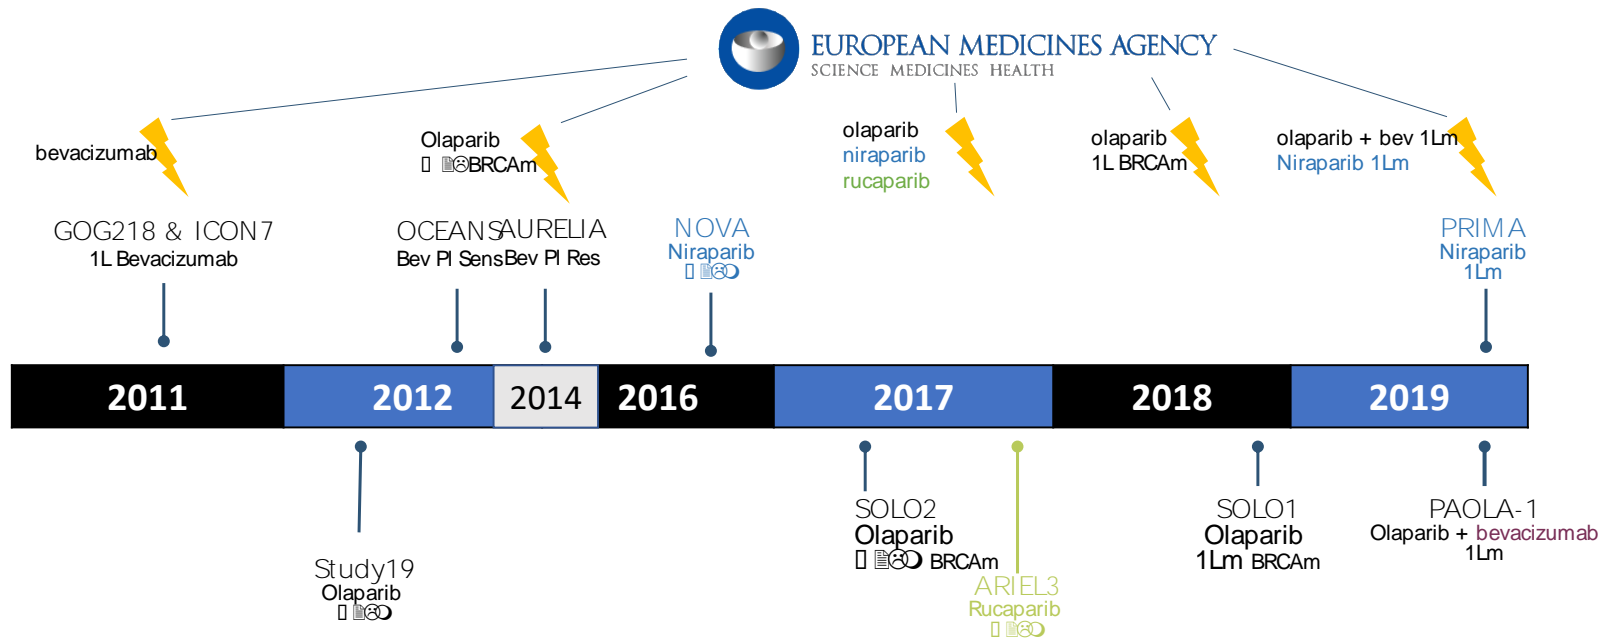 EUROPEAN MEDICINES AGENCY
SCIENCE MEDICINES HEALTH
bevacizumab
Olaparib
BRCAm
olaparib
niraparib
rucaparib
olaparib
1L BRCAm
olaparib + bev 1Lm
Niraparib 1Lm
GOG218 & ICON7
1L Bevacizumab
OCEANS
Bev Pl Sens
AURELIA
Bev Pl Res
NOVA
Niraparib
PRIMA
Niraparib
1Lm
2011
2012
2014
2016
2017
2018
2019
Study19
Olaparib
SOLO2
Olaparib
BRCAm
ARIEL3
Rucaparib
SOLO1
Olaparib
1Lm BRCAm
PAOLA-1
Olaparib + bevacizumab
1Lm